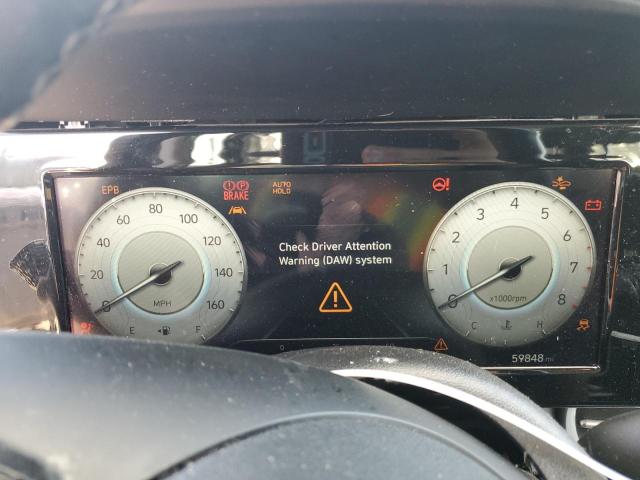 EPB
BRAKE
AUTO
HOLD
Check Driver Attention
Warning (DAW) system
0 20 40 60 80 100 120 140 160
MPH
E F
0 1 2 3 4 5 6 7 8
x1000rpm
C H
0
59848 mi